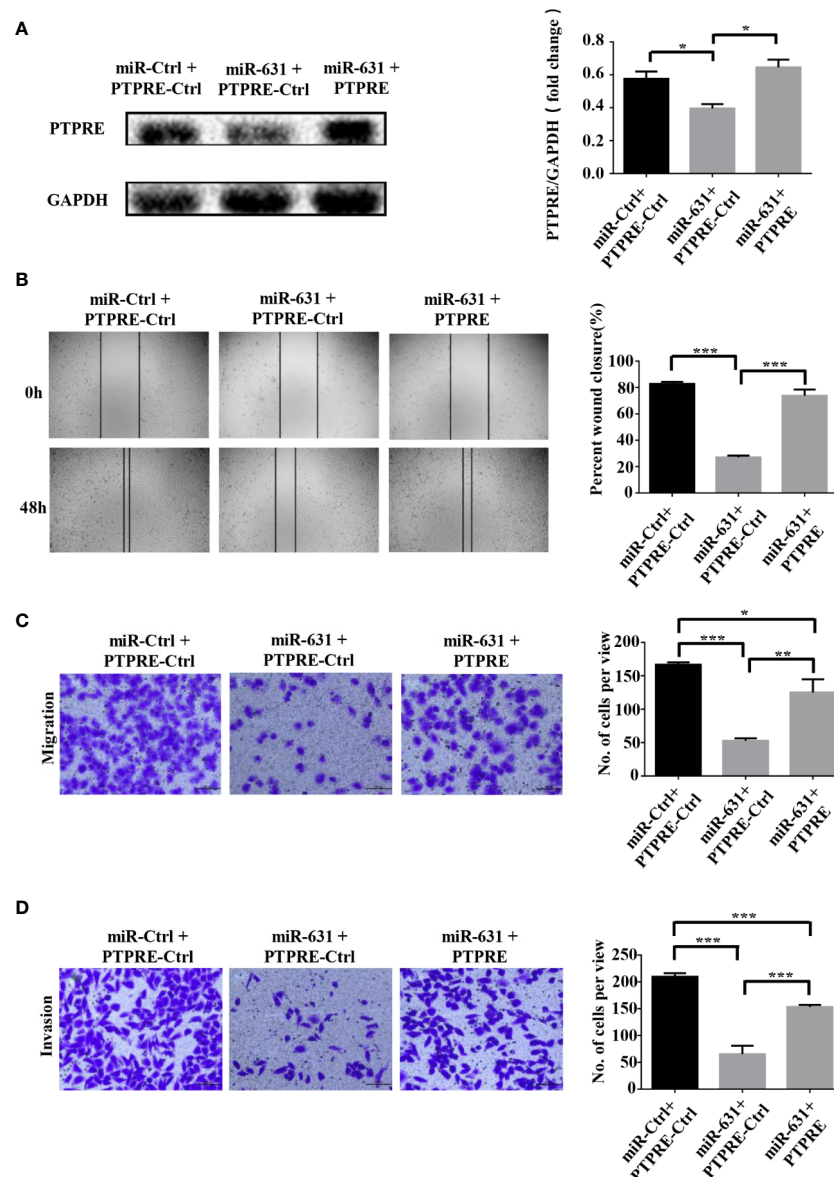 A
miR-Ctrl + miR-631 + miR-631 +
PTPRE-Ctrl PTPRE-Ctrl PTPRE
PTPRE
GAPDH
PTPRE/GAPDH ( fold change )
0.8
0.6
0.4
0.2
0.0
* *
miR-Ctrl+
PTPRE-Ctrl
miR-631+
PTPRE-Ctrl
miR-631+
PTPRE
B
miR-Ctrl + miR-631 + miR-631 +
PTPRE-Ctrl PTPRE-Ctrl PTPRE
0h
48h
Percent wound closure(%)
100
80
60
40
20
0
*** ***
miR-Ctrl+
PTPRE-Ctrl
miR-631+
PTPRE-Ctrl
miR-631+
PTPRE
C
miR-Ctrl + miR-631 + miR-631 +
PTPRE-Ctrl PTPRE-Ctrl PTPRE
Migration
No. of cells per view
200
150
100
50
0
*
*** **
miR-Ctrl+
PTPRE-Ctrl
miR-631+
PTPRE-Ctrl
miR-631+
PTPRE
D
miR-Ctrl + miR-631 + miR-631 +
PTPRE-Ctrl PTPRE-Ctrl PTPRE
Invasion
No. of cells per view
250
200
150
100
50
0
***
***
***
miR-Ctrl+
PTPRE-Ctrl
miR-631+
PTPRE-Ctrl
miR-631+
PTPRE